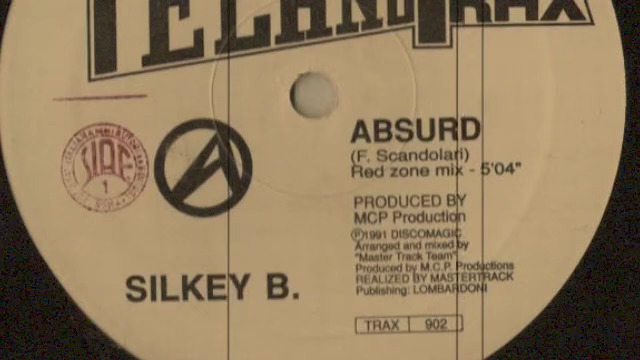 TECHNOTRAX
SIAE
1
ABSURD
(F. Scandolari)
Red zone mix - 5'04"
PRODUCED BY
MCP Production
℗1991 DISCOMAGIC
Arranged and mixed by
"Master Track Team"
Produced by M.C.P. Productions
REALIZED BY MASTERTRACK
Publishing: LOMBARDONI
SILKEY B.
TRAX 902